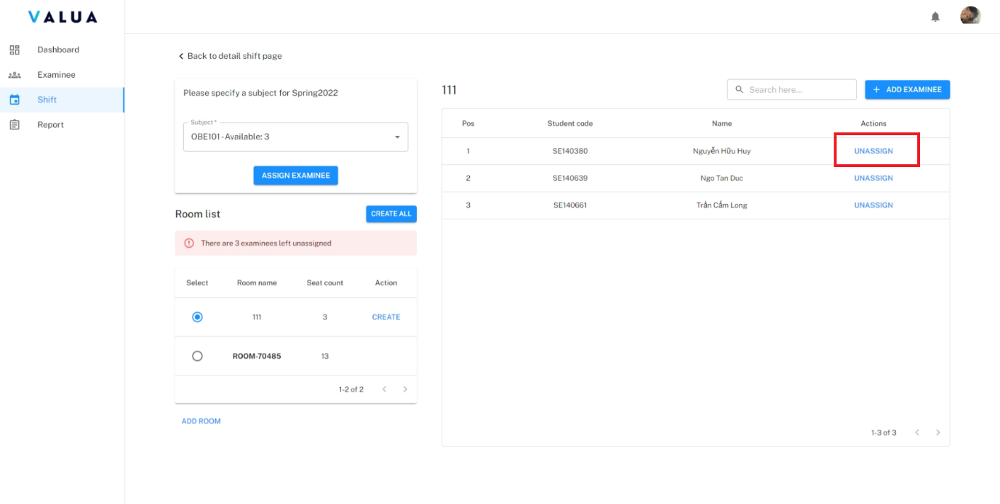 VALUA
Dashboard
Examinee
Shift
Report
Back to detail shift page
Please specify a subject for Spring2022
Subject *
OBE101 - Available: 3
ASSIGN EXAMINEE
Room list
CREATE ALL
There are 3 examinees left unassigned
Select Room name Seat count Action
111 3 CREATE
ROOM-70485 13
1-2 of 2
ADD ROOM
111
Search here...
ADD EXAMINEE
Pos Student code Name Actions
1 SE140380 Nguyễn Hữu Huy UNASSIGN
2 SE140639 Ngo Tan Duc UNASSIGN
3 SE140661 Trần Cẩm Long UNASSIGN
1-3 of 3